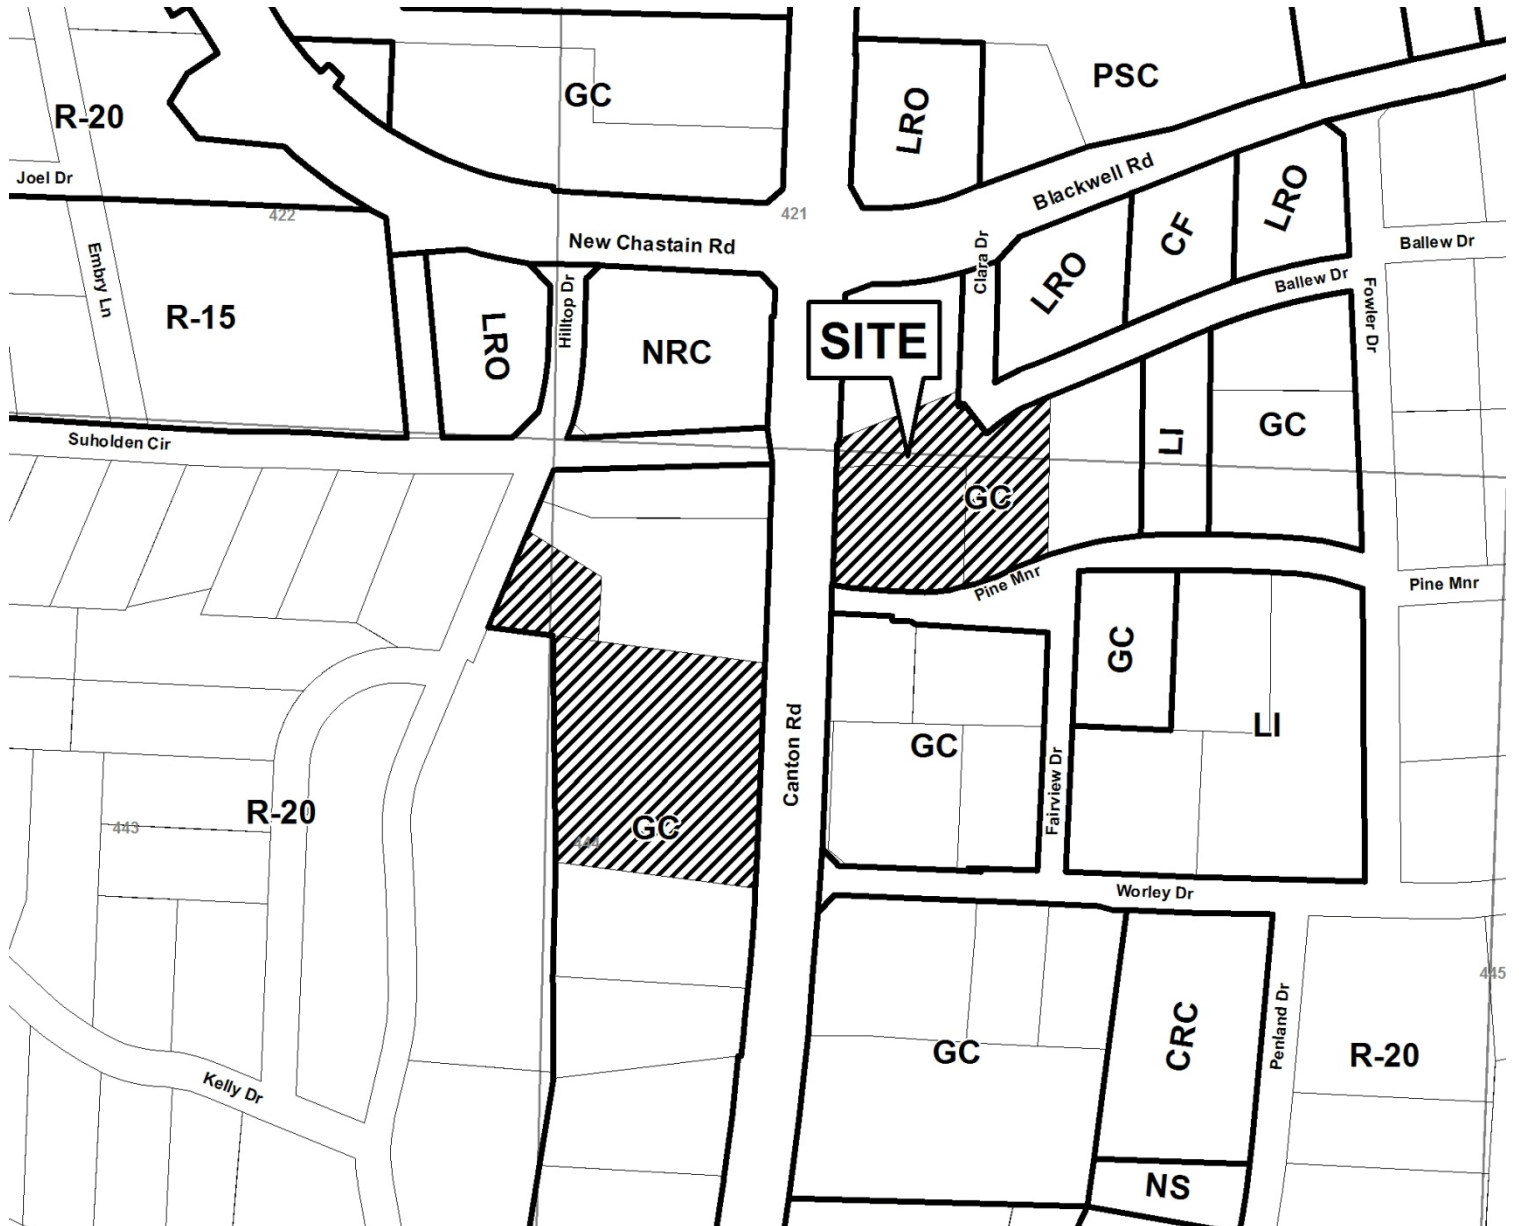 GC
PSC
LRO
R-20
Blackwell Rd
Joel Dr
LRO
422
421
CF
New Chastain Rd
Ballew Dr
Clara Dr
Embry Ln
LRO
Ballew Dr
Hilltop Dr
Fowler Dr
R-15
LRO
NRC
SITE
GC
LI
Suholden Cir
GC
Pine Mnr
Pine Mnr
GC
LI
Canton Rd
GC
Fairview Dr
R-20
443
GC
444
Worley Dr
445
Penland Dr
CRC
GC
R-20
Kelly Dr
NS